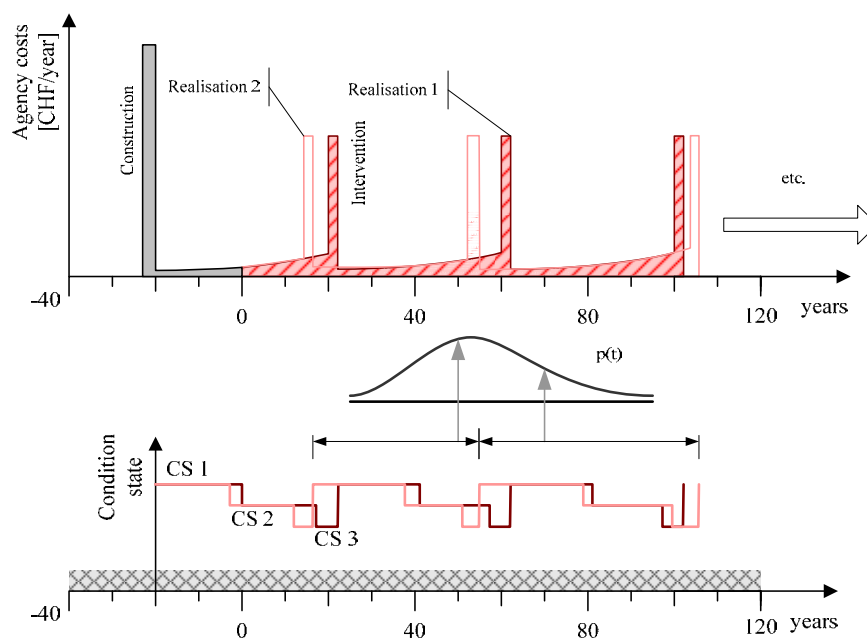 Agency costs
[CHF/year]
Construction
Realisation 2
Intervention
Realisation 1
etc.
-40
0
40
80
120
years
p(t)
Condition
state
CS 1
CS 2
CS 3
-40
0
40
80
120
years